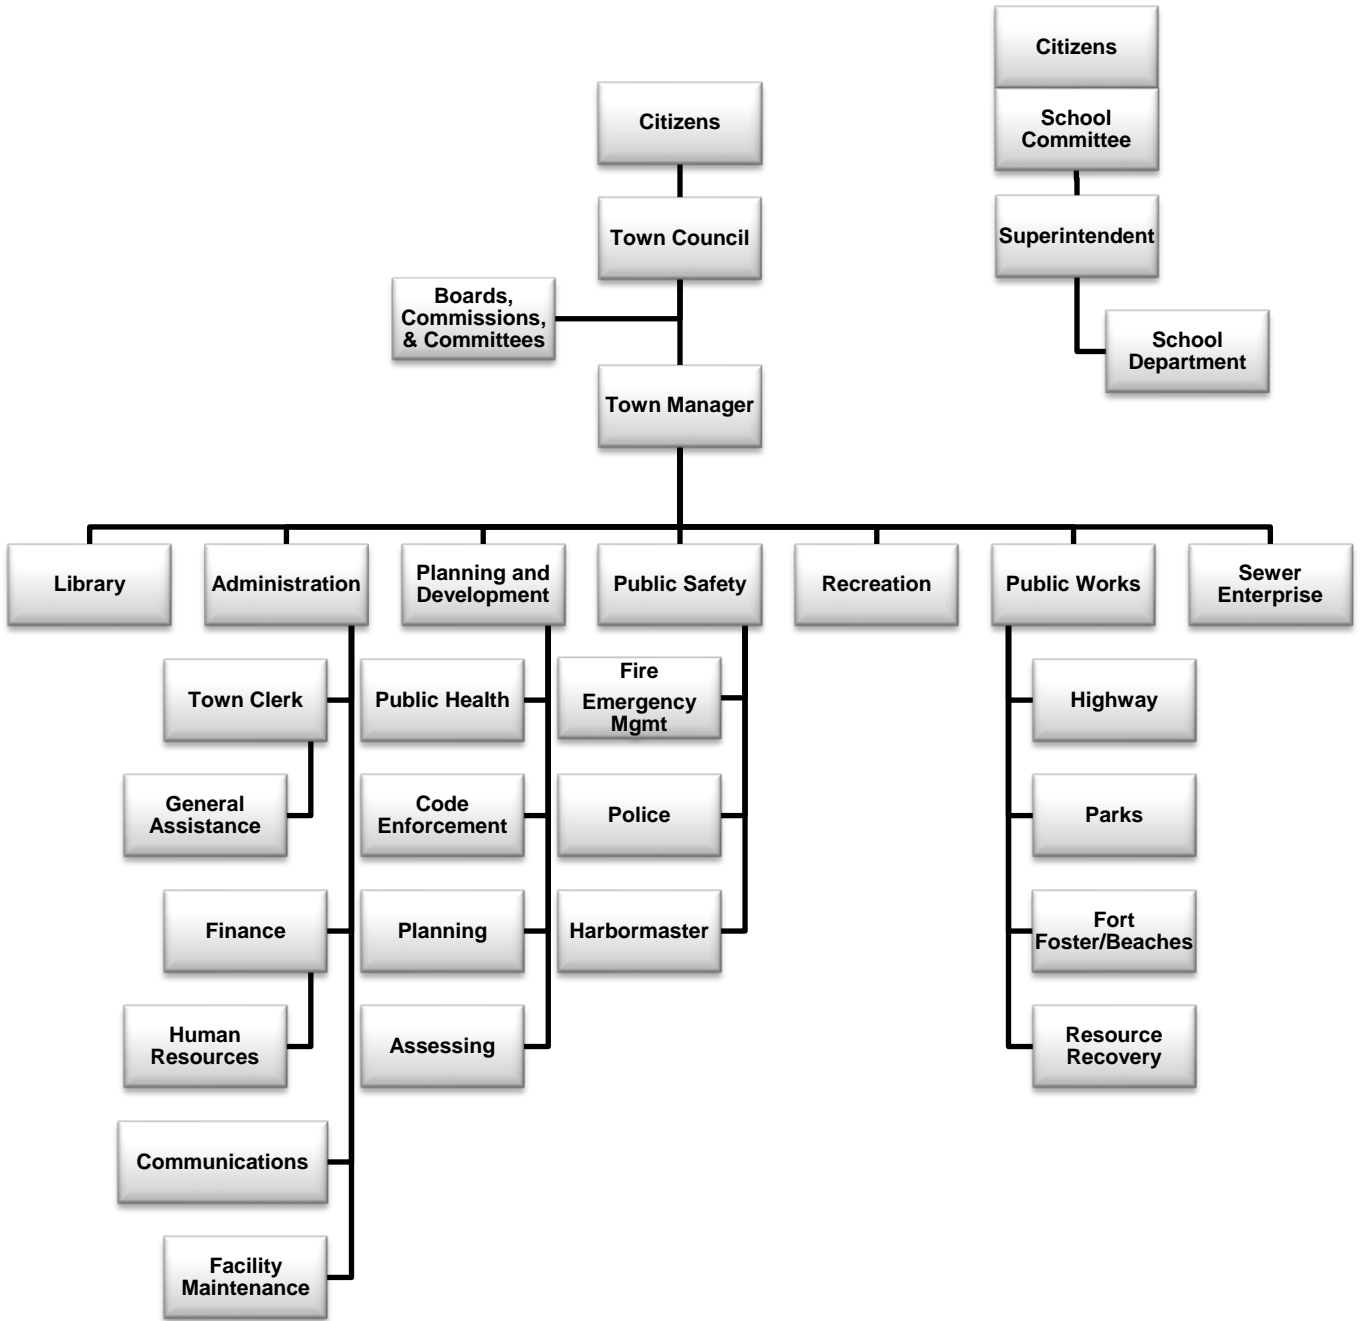 Citizens
School
Committee
Superintendent
School
Department
Citizens
Town Council
Boards,
Commissions,
& Committees
Town Manager
Library
Administration
Planning and
Development
Public Safety
Recreation
Public Works
Sewer
Enterprise
Town Clerk
General
Assistance
Finance
Human
Resources
Communications
Facility
Maintenance
Public Health
Code
Enforcement
Planning
Assessing
Fire
Emergency
Mgmt
Police
Harbormaster
Highway
Parks
Fort
Foster/Beaches
Resource
Recovery